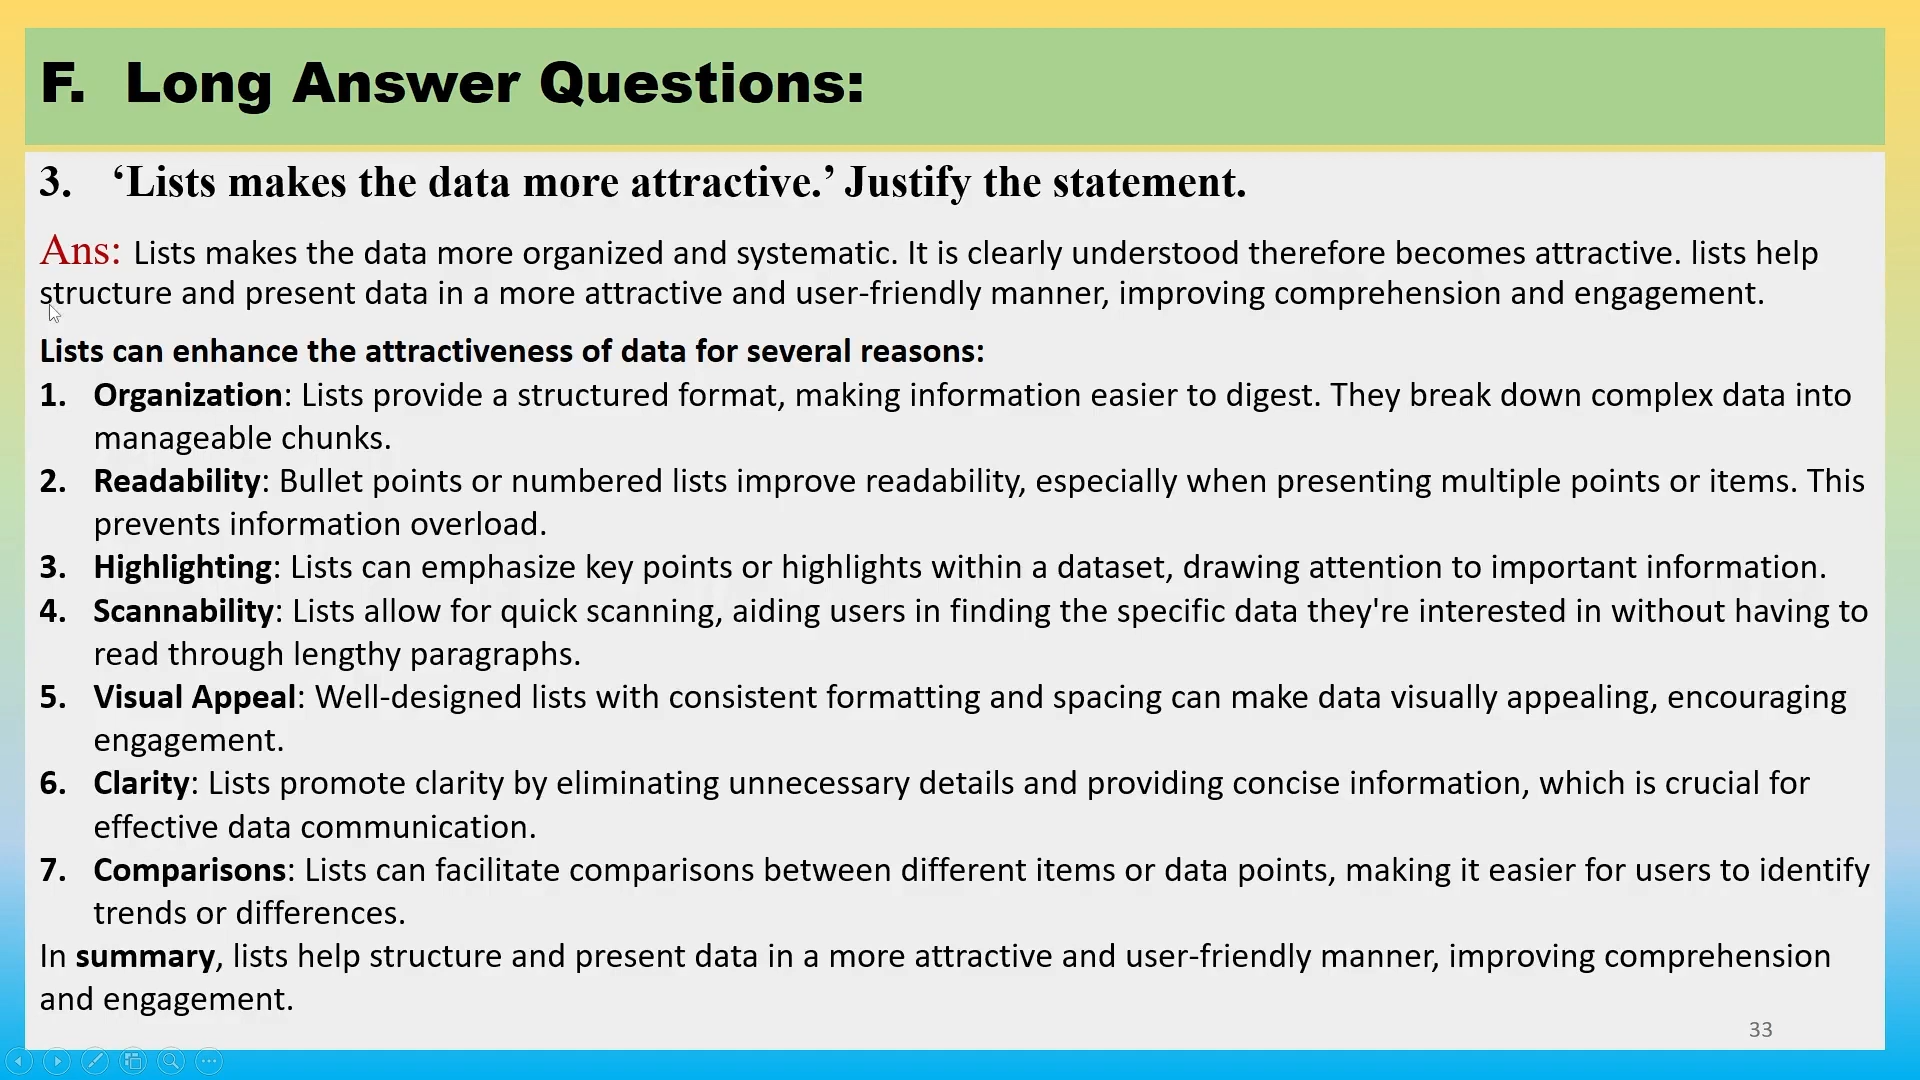 F. Long Answer Questions:
3. ‘Lists makes the data more attractive.’ Justify the statement.
Ans: Lists makes the data more organized and systematic. It is clearly understood therefore becomes attractive. lists help
structure and present data in a more attractive and user-friendly manner, improving comprehension and engagement.
Lists can enhance the attractiveness of data for several reasons:
1. Organization: Lists provide a structured format, making information easier to digest. They break down complex data into
manageable chunks.
2. Readability: Bullet points or numbered lists improve readability, especially when presenting multiple points or items. This
prevents information overload.
3. Highlighting: Lists can emphasize key points or highlights within a dataset, drawing attention to important information.
4. Scannability: Lists allow for quick scanning, aiding users in finding the specific data they're interested in without having to
read through lengthy paragraphs.
5. Visual Appeal: Well-designed lists with consistent formatting and spacing can make data visually appealing, encouraging
engagement.
6. Clarity: Lists promote clarity by eliminating unnecessary details and providing concise information, which is crucial for
effective data communication.
7. Comparisons: Lists can facilitate comparisons between different items or data points, making it easier for users to identify
trends or differences.
In summary, lists help structure and present data in a more attractive and user-friendly manner, improving comprehension
and engagement.
33